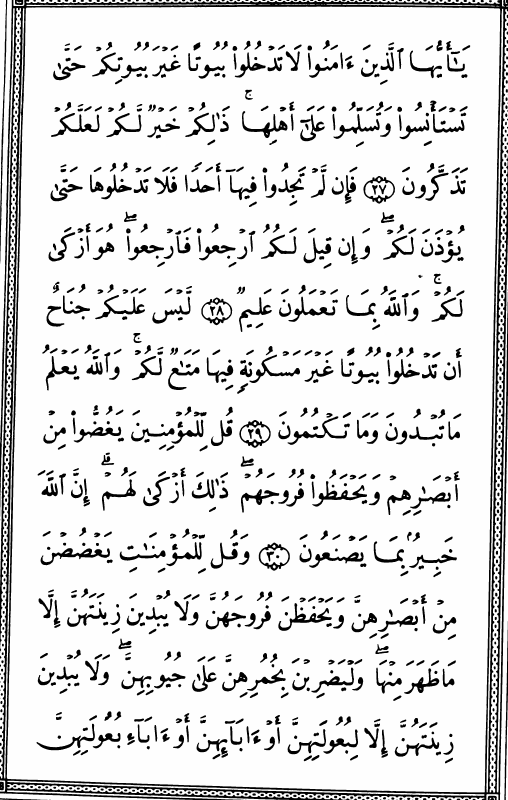 يَـٰٓأَيُّهَا ٱلَّذِينَ ءَامَنُوا۟ لَا تَدْخُلُوا۟ بُيُوتًا غَيْرَ بُيُوتِكُمْ حَتَّىٰ
تَسْتَأْنِسُوا۟ وَتُسَلِّمُوا۟ عَلَىٰٓ أَهْلِهَا ۚ ذَٰلِكُمْ خَيْرٌ لَّكُمْ لَعَلَّكُمْ
تَذَكَّرُونَ ٢٧ فَإِن لَّمْ تَجِدُوا۟ فِيهَآ أَحَدًا فَلَا تَدْخُلُوهَا حَتَّىٰ
يُؤْذَنَ لَكُمْ ۖ وَإِن قِيلَ لَكُمُ ٱرْجِعُوا۟ فَٱرْجِعُوا۟ ۖ هُوَ أَزْكَىٰ
لَكُمْ ۚ وَٱللَّهُ بِمَا تَعْمَلُونَ عَلِيمٌ ٢٨ لَّيْسَ عَلَيْكُمْ جُنَاحٌ
أَن تَدْخُلُوا۟ بُيُوتًا غَيْرَ مَسْكُونَةٍ فِيهَا مَتَـٰعٌ لَّكُمْ ۚ وَٱللَّهُ يَعْلَمُ
مَا تُبْدُونَ وَمَا تَكْتُمُونَ ٢٩ قُل لِّلْمُؤْمِنِينَ يَغُضُّوا۟ مِنْ
أَبْصَـٰرِهِمْ وَيَحْفَظُوا۟ فُرُوجَهُمْ ۚ ذَٰلِكَ أَزْكَىٰ لَهُمْ ۗ إِنَّ ٱللَّهَ
خَبِيرٌۢ بِمَا يَصْنَعُونَ ٣٠ وَقُل لِّلْمُؤْمِنَـٰتِ يَغْضُضْنَ
مِنْ أَبْصَـٰرِهِنَّ وَيَحْفَظْنَ فُرُوجَهُنَّ وَلَا يُبْدِينَ زِينَتَهُنَّ إِلَّا
مَا ظَهَرَ مِنْهَا ۖ وَلْيَضْرِبْنَ بِخُمُرِهِنَّ عَلَىٰ جُيُوبِهِنَّ ۖ وَلَا يُبْدِينَ
زِينَتَهُنَّ إِلَّا لِبُعُولَتِهِنَّ أَوْ ءَابَآئِهِنَّ أَوْ ءَابَآءِ بُعُولَتِهِنَّ